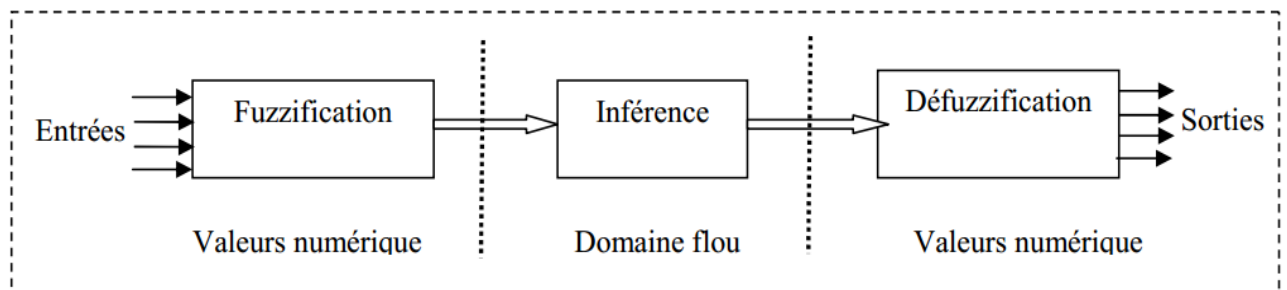 Entrées
Fuzzification
Inférence
Défuzzification
Sorties
Valeurs numérique
Domaine flou
Valeurs numérique